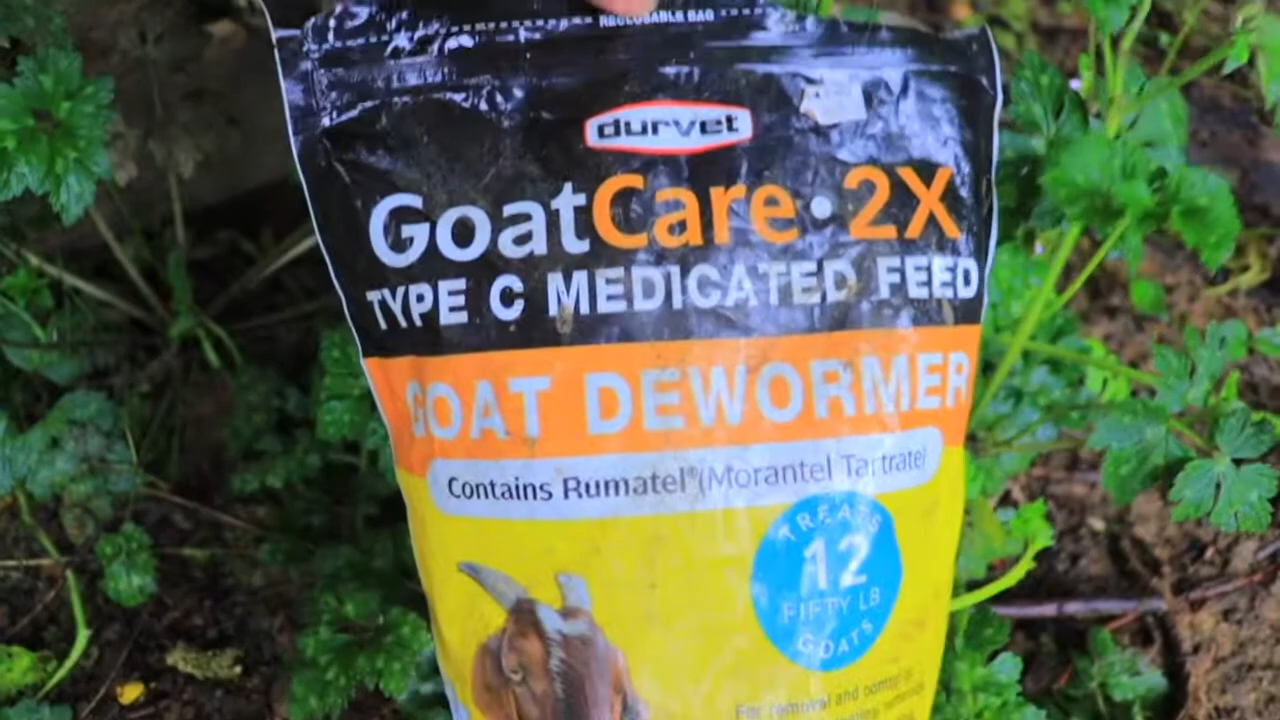 RECLOSABLE BAG
durvet
GoatCare•2X
TYPE C MEDICATED FEED
GOAT DEWORMER
Contains Rumatel®(Morantel Tartrate)
TREATS
12
FIFTY LB
GOATS
For removal and control of